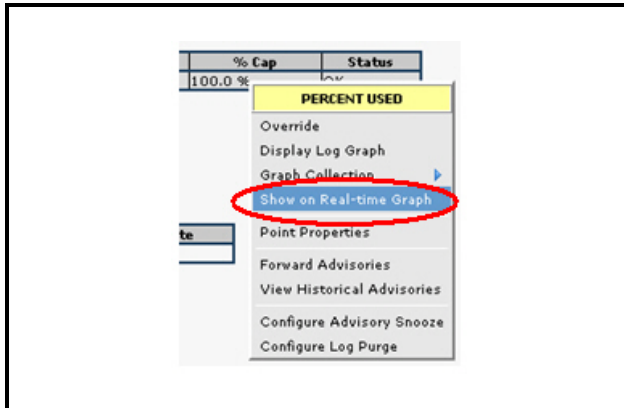 % Cap Status
100.0 %
PERCENT USED
Override
Display Log Graph
Graph Collection
Show on Real-time Graph
te Point Properties
Forward Advisories
View Historical Advisories
Configure Advisory Snooze
Configure Log Purge